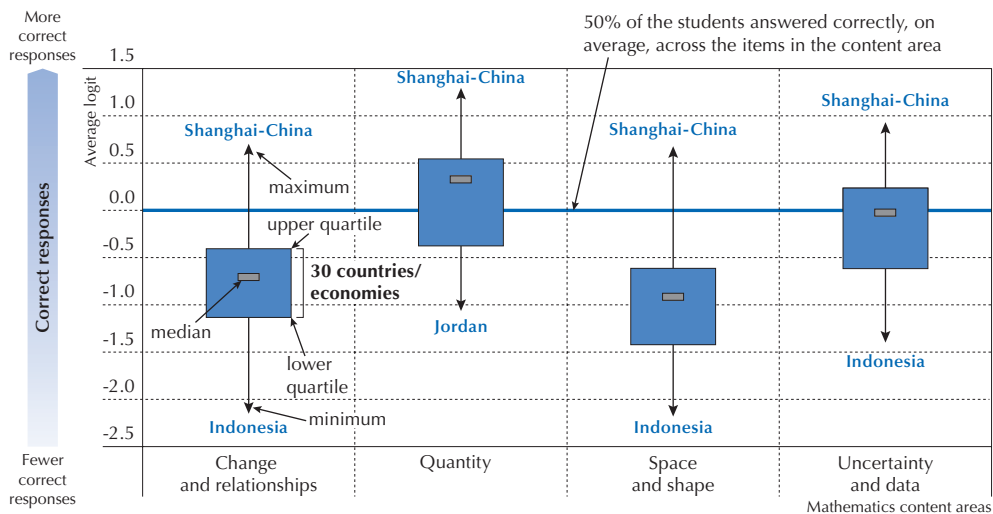 More
correct
responses
Correct responses
Fewer
correct
responses
Average logit
1.5
1.0
0.5
0.0
-0.5
-1.0
-1.5
-2.0
-2.5
50% of the students answered correctly, on
average, across the items in the content area
Shanghai-China
maximum
upper quartile
30 countries/
economies
median
lower
quartile
minimum
Indonesia
Shanghai-China
Jordan
Shanghai-China
Indonesia
Shanghai-China
Indonesia
Change
and relationships
Quantity
Space
and shape
Uncertainty
and data
Mathematics content areas